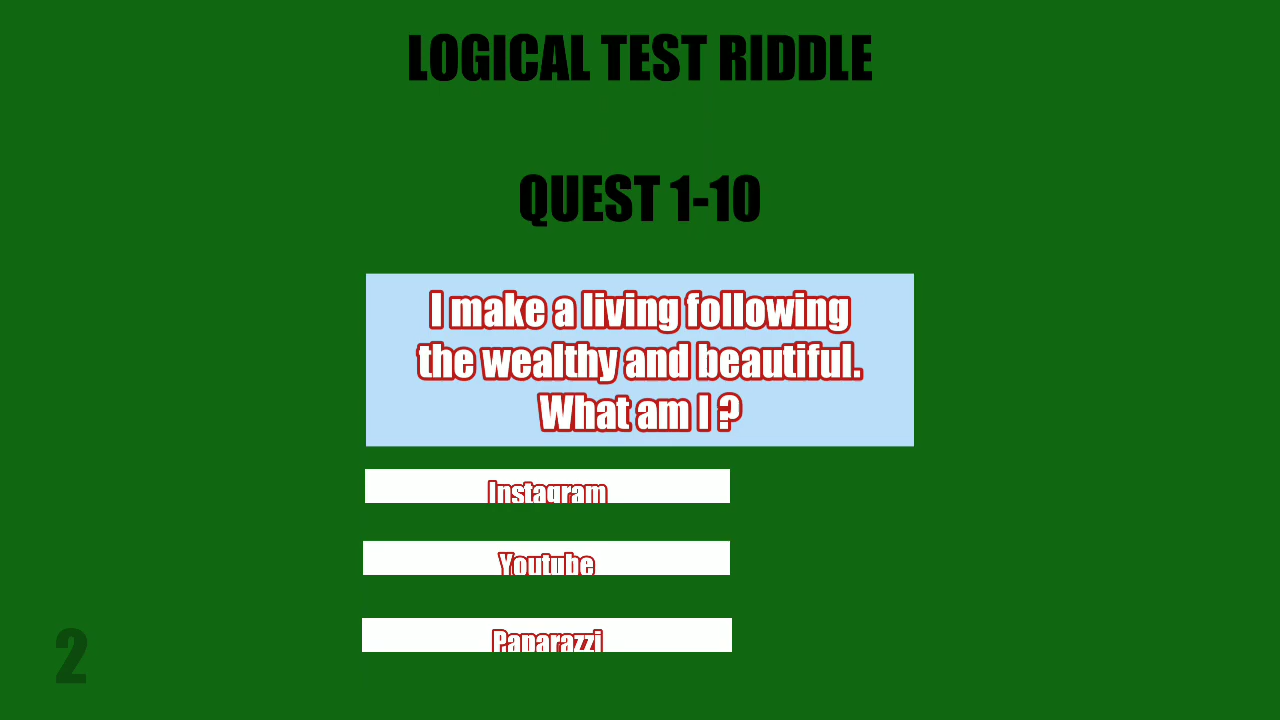 LOGICAL TEST RIDDLE
QUEST 1-10
I make a living following
the wealthy and beautiful.
What am I ?
Instagram
Youtube
Paparazzi
2